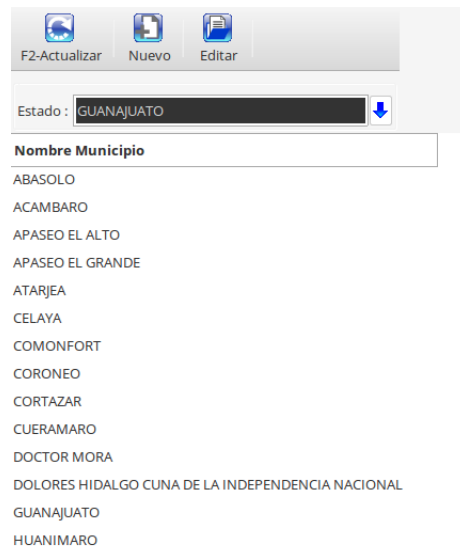 F2-Actualizar Nuevo Editar
Estado : GUANAJUATO
Nombre Municipio
ABASOLO
ACAMBARO
APASEO EL ALTO
APASEO EL GRANDE
ATARJEA
CELAYA
COMONFORT
CORONEO
CORTAZAR
CUERAMARO
DOCTOR MORA
DOLORES HIDALGO CUNA DE LA INDEPENDENCIA NACIONAL
GUANAJUATO
HUANIMARO